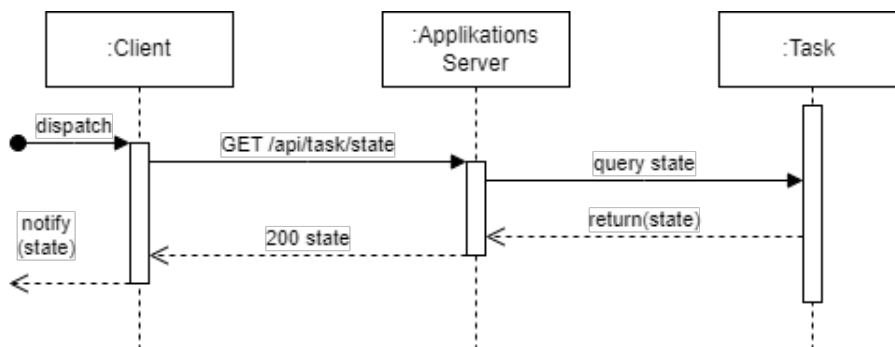 :Client
:Applikations
Server
:Task
dispatch
GET /api/task/state
query state
return(state)
200 state
notify
(state)